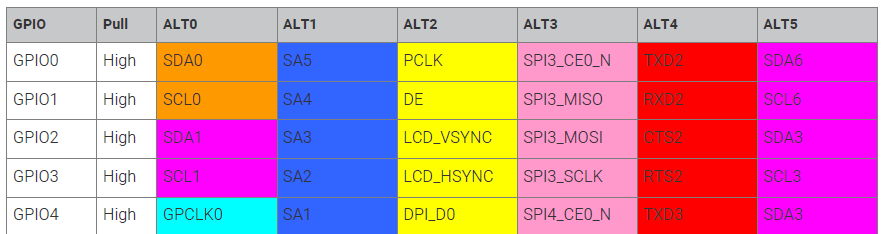 GPIO Pull ALT0 ALT1 ALT2 ALT3 ALT4 ALT5
GPIO0 High SDA0 SA5 PCLK SPI3_CE0_N TXD2 SDA6
GPIO1 High SCL0 SA4 DE SPI3_MISO RXD2 SCL6
GPIO2 High SDA1 SA3 LCD_VSYNC SPI3_MOSI CTS2 SDA3
GPIO3 High SCL1 SA2 LCD_HSYNC SPI3_SCLK RTS2 SCL3
GPIO4 High GPCLK0 SA1 DPI_D0 SPI4_CE0_N TXD3 SDA3